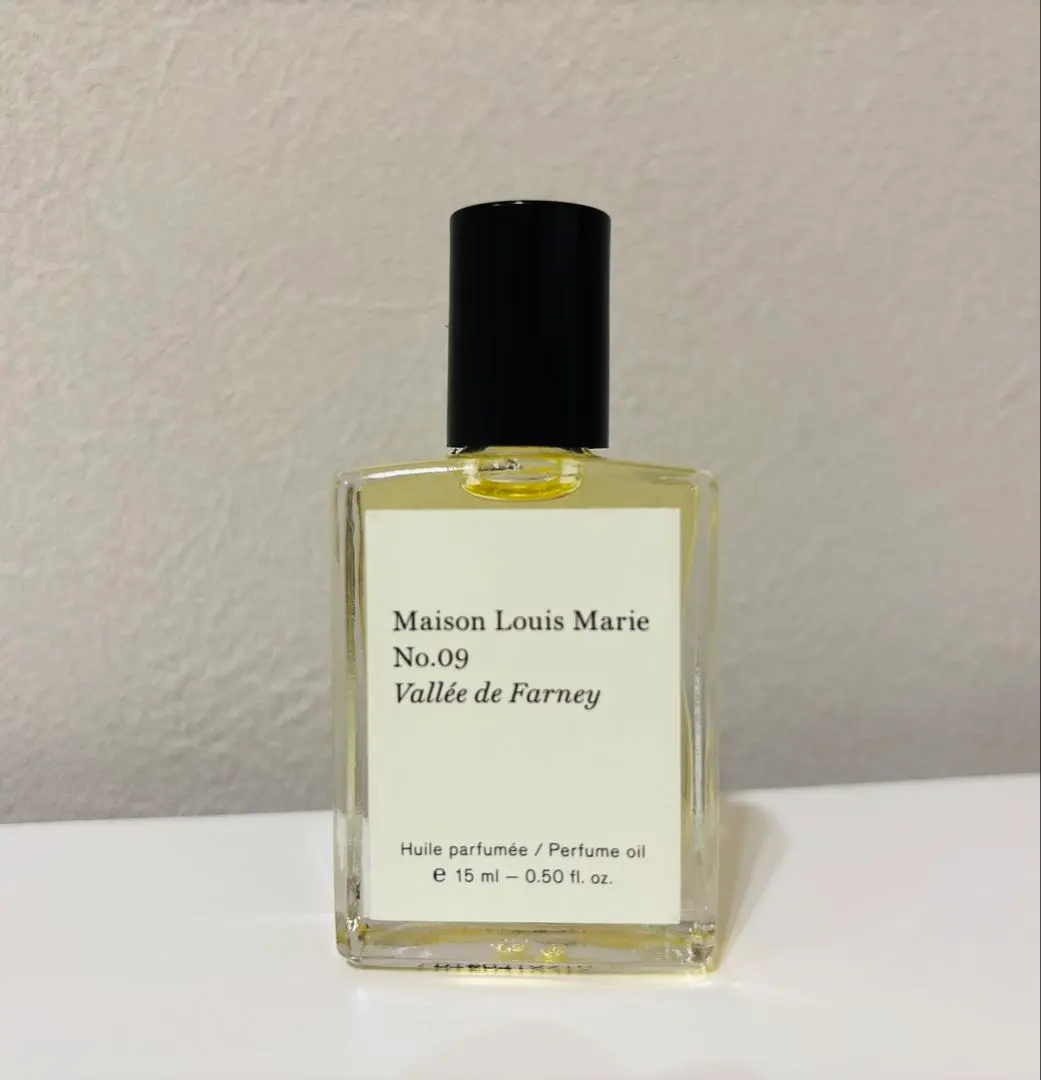 Maison Louis Marie
No.09
Vallée de Farney
Huile parfumée / Perfume oil
℮ 15 ml – 0.50 fl. oz.